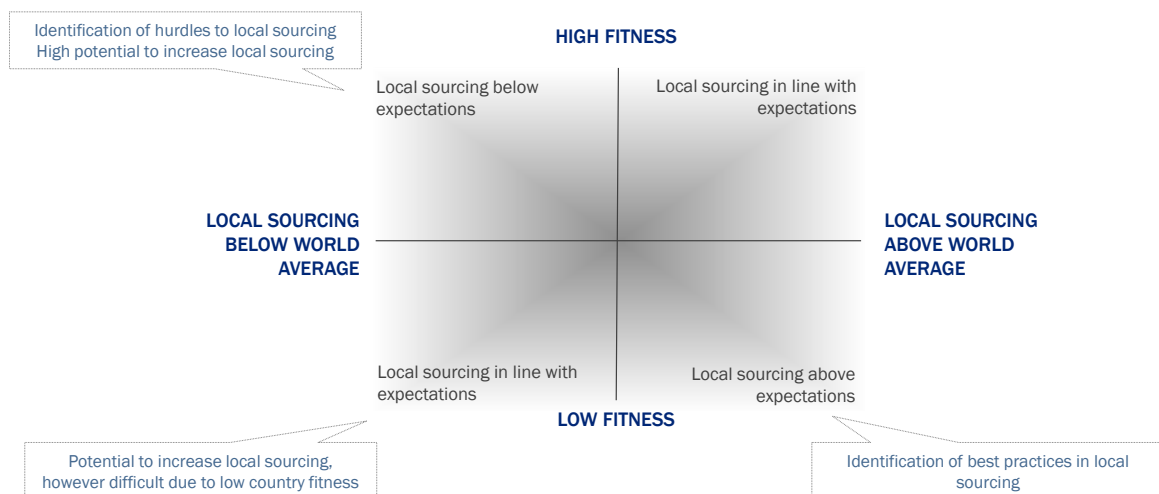 Identification of hurdles to local sourcing
High potential to increase local sourcing
HIGH FITNESS
Local sourcing below
expectations
Local sourcing in line with
expectations
LOCAL SOURCING
BELOW WORLD
AVERAGE
LOCAL SOURCING
ABOVE WORLD
AVERAGE
Local sourcing in line with
expectations
Local sourcing above
expectations
LOW FITNESS
Potential to increase local sourcing,
however difficult due to low country fitness
Identification of best practices in local
sourcing